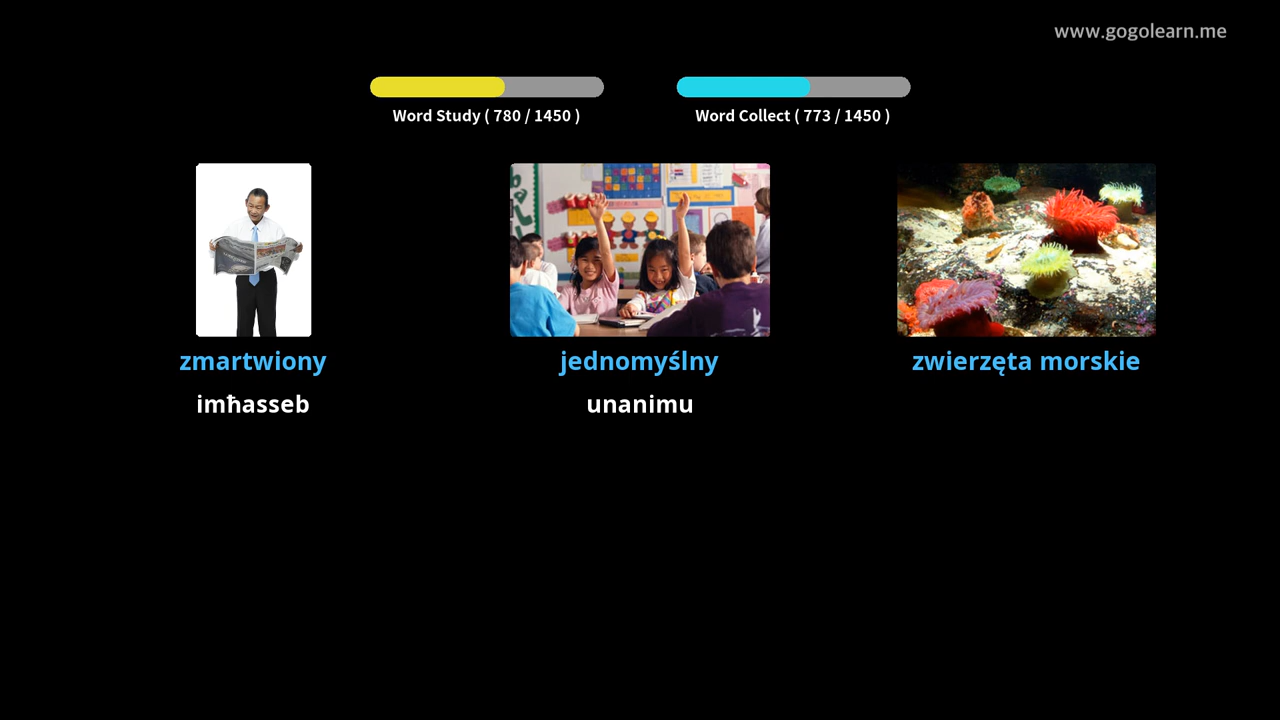 www.gogolearn.me
Word Study ( 780 / 1450 )
Word Collect ( 773 / 1450 )
zmartwiony
jednomyślny
zwierzęta morskie
imħasseb
unanimu